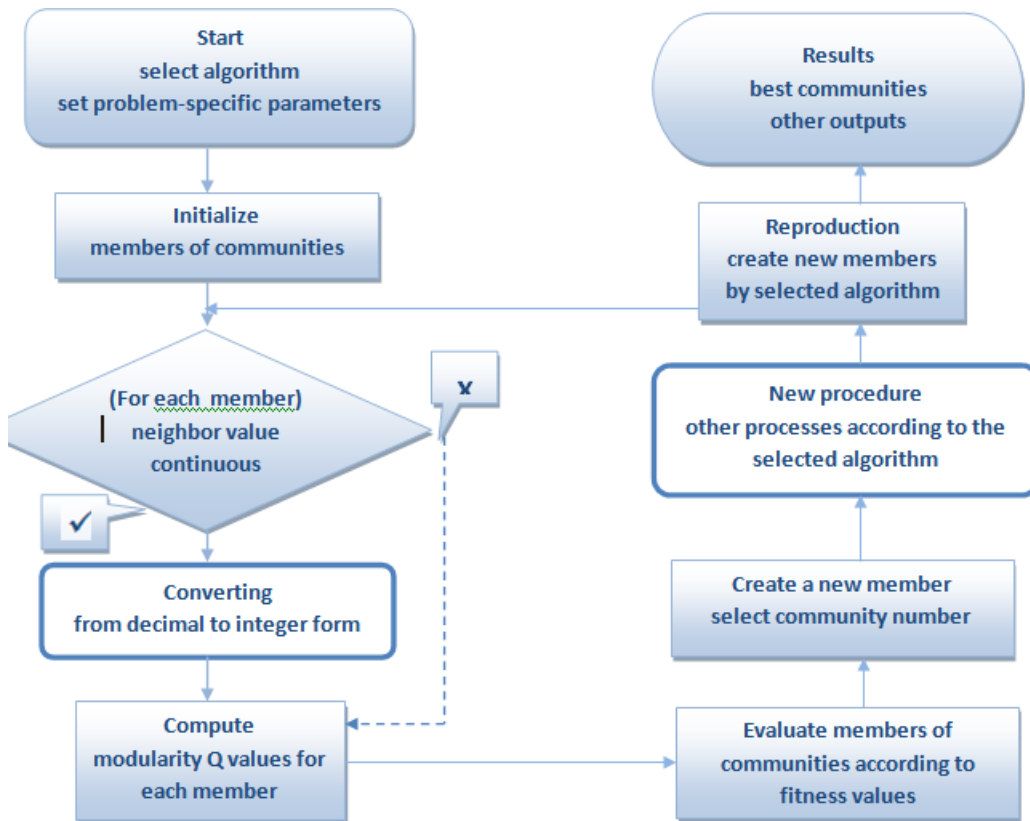 Start
select algorithm
set problem-specific parameters
Initialize
members of communities
(For each member)
neighbor value
continuous
x
✓
Converting
from decimal to integer form
Compute
modularity Q values for
each member
Evaluate members of
communities according to
fitness values
Create a new member
select community number
New procedure
other processes according to the
selected algorithm
Reproduction
create new members
by selected algorithm
Results
best communities
other outputs